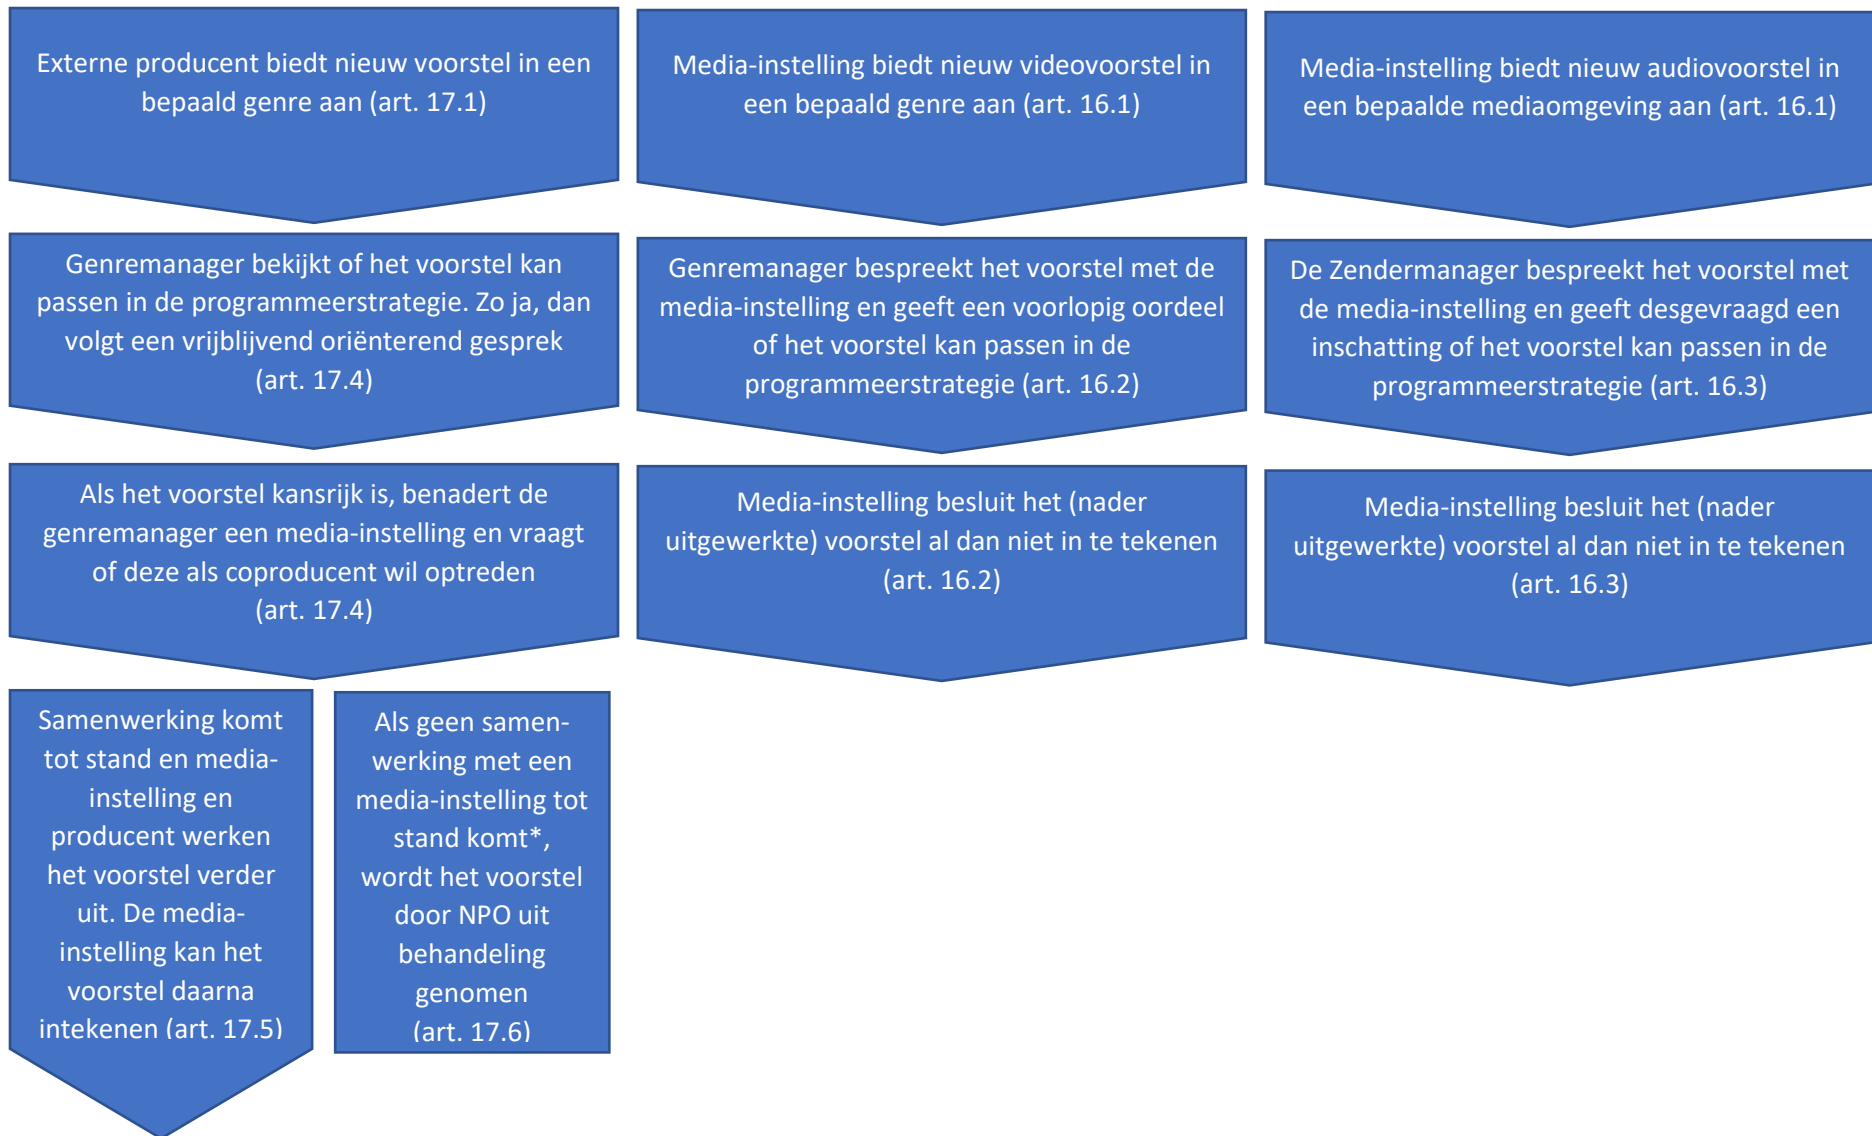 Externe producent biedt nieuw voorstel in een
bepaald genre aan (art. 17.1)
Media-instelling biedt nieuw videovoorstel in
een bepaald genre aan (art. 16.1)
Media-instelling biedt nieuw audiovoorstel in
een bepaalde mediaomgeving aan (art. 16.1)
Genremanager bekijkt of het voorstel kan
passen in de programmeerstrategie. Zo ja, dan
volgt een vrijblijvend oriënterend gesprek
(art. 17.4)
Genremanager bespreekt het voorstel met de
media-instelling en geeft een voorlopig oordeel
of het voorstel kan passen in de
programmeerstrategie (art. 16.2)
De Zendermanager bespreekt het voorstel met
de media-instelling en geeft desgevraagd een
inschatting of het voorstel kan passen in de
programmeerstrategie (art. 16.3)
Als het voorstel kansrijk is, benadert de
genremanager een media-instelling en vraagt
of deze als coproducent wil optreden
(art. 17.4)
Media-instelling besluit het (nader
uitgewerkte) voorstel al dan niet in te tekenen
(art. 16.2)
Media-instelling besluit het (nader
uitgewerkte) voorstel al dan niet in te tekenen
(art. 16.3)
Samenwerking komt
tot stand en media-
instelling en
producent werken
het voorstel verder
uit. De media-
instelling kan het
voorstel daarna
intekenen (art. 17.5)
Als geen samen-
werking met een
media-instelling tot
stand komt*,
wordt het voorstel
door NPO uit
behandeling
genomen
(art. 17.6)